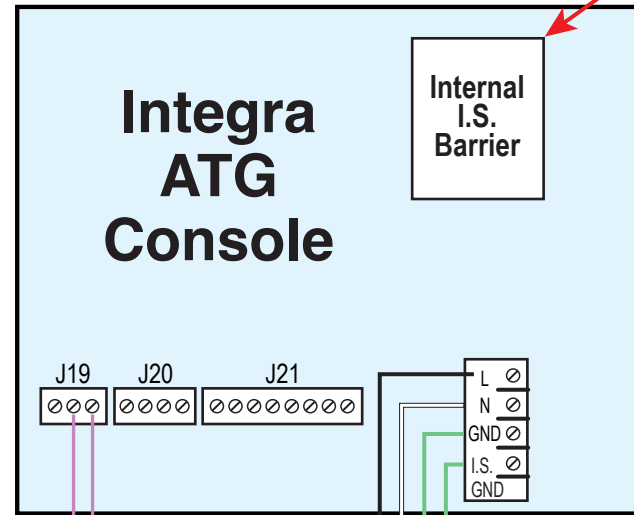 Integra
ATG
Console
Internal
I.S.
Barrier
J19
J20
J21
L
N
GND
I.S.
GND